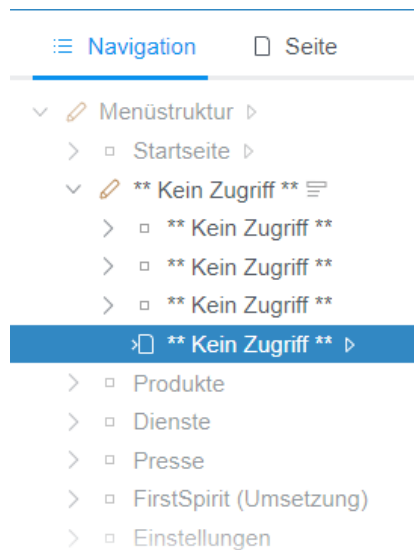 Navigation Seite
Menüstruktur
Startseite
** Kein Zugriff **
** Kein Zugriff **
** Kein Zugriff **
** Kein Zugriff **
** Kein Zugriff **
Produkte
Dienste
Presse
FirstSpirit (Umsetzung)
Einstellungen